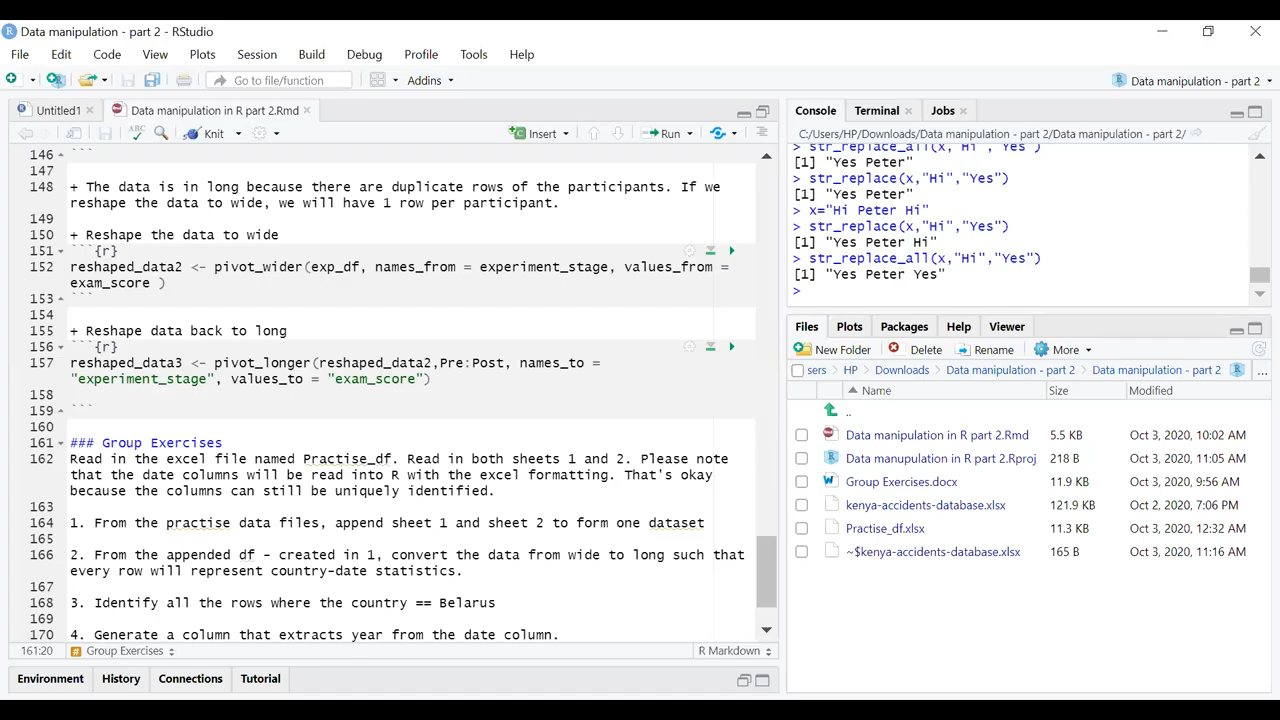 Data manipulation - part 2 - RStudio
File Edit Code View Plots Session Build Debug Profile Tools Help
Go to file/function Addins Data manipulation - part 2
Untitled1 Data manipulation in R part 2.Rmd
Knit Insert Run
146 ```
147
148 + The data is in long because there are duplicate rows of the participants. If we
reshape the data to wide, we will have 1 row per participant.
149
150 + Reshape the data to wide
151 ```{r}
152 reshaped_data2 <- pivot_wider(exp_df, names_from = experiment_stage, values_from =
exam_score )
153 ```
154
155 + Reshape data back to long
156 ```{r}
157 reshaped_data3 <- pivot_longer(reshaped_data2,Pre:Post, names_to =
"experiment_stage", values_to = "exam_score")
158
159 ```
160
161 ### Group Exercises
162 Read in the excel file named Practise_df. Read in both sheets 1 and 2. Please note
that the date columns will be read into R with the excel formatting. That's okay
because the columns can still be uniquely identified.
163
164 1. From the practise data files, append sheet 1 and sheet 2 to form one dataset
165
166 2. From the appended df - created in 1, convert the data from wide to long such that
every row will represent country-date statistics.
167
168 3. Identify all the rows where the country == Belarus
169
170 4. Generate a column that extracts year from the date column.
161:20 Group Exercises R Markdown
Environment History Connections Tutorial
Console Terminal Jobs
C:/Users/HP/Downloads/Data manipulation - part 2/Data manipulation - part 2/
> str_replace_all(x,"Hi","Yes")
[1] "Yes Peter"
> str_replace(x,"Hi","Yes")
[1] "Yes Peter"
> x="Hi Peter Hi"
> str_replace(x,"Hi","Yes")
[1] "Yes Peter Hi"
> str_replace_all(x,"Hi","Yes")
[1] "Yes Peter Yes"
>
Files Plots Packages Help Viewer
New Folder Delete Rename More
sers HP Downloads Data manipulation - part 2 Data manipulation - part 2 ...
Name Size Modified
..
Data manipulation in R part 2.Rmd 5.5 KB Oct 3, 2020, 10:02 AM
Data manupulation in R part 2.Rproj 218 B Oct 3, 2020, 11:05 AM
Group Exercises.docx 11.9 KB Oct 3, 2020, 9:56 AM
kenya-accidents-database.xlsx 121.9 KB Oct 2, 2020, 7:06 PM
Practise_df.xlsx 11.3 KB Oct 3, 2020, 12:32 AM
~$kenya-accidents-database.xlsx 165 B Oct 3, 2020, 11:16 AM